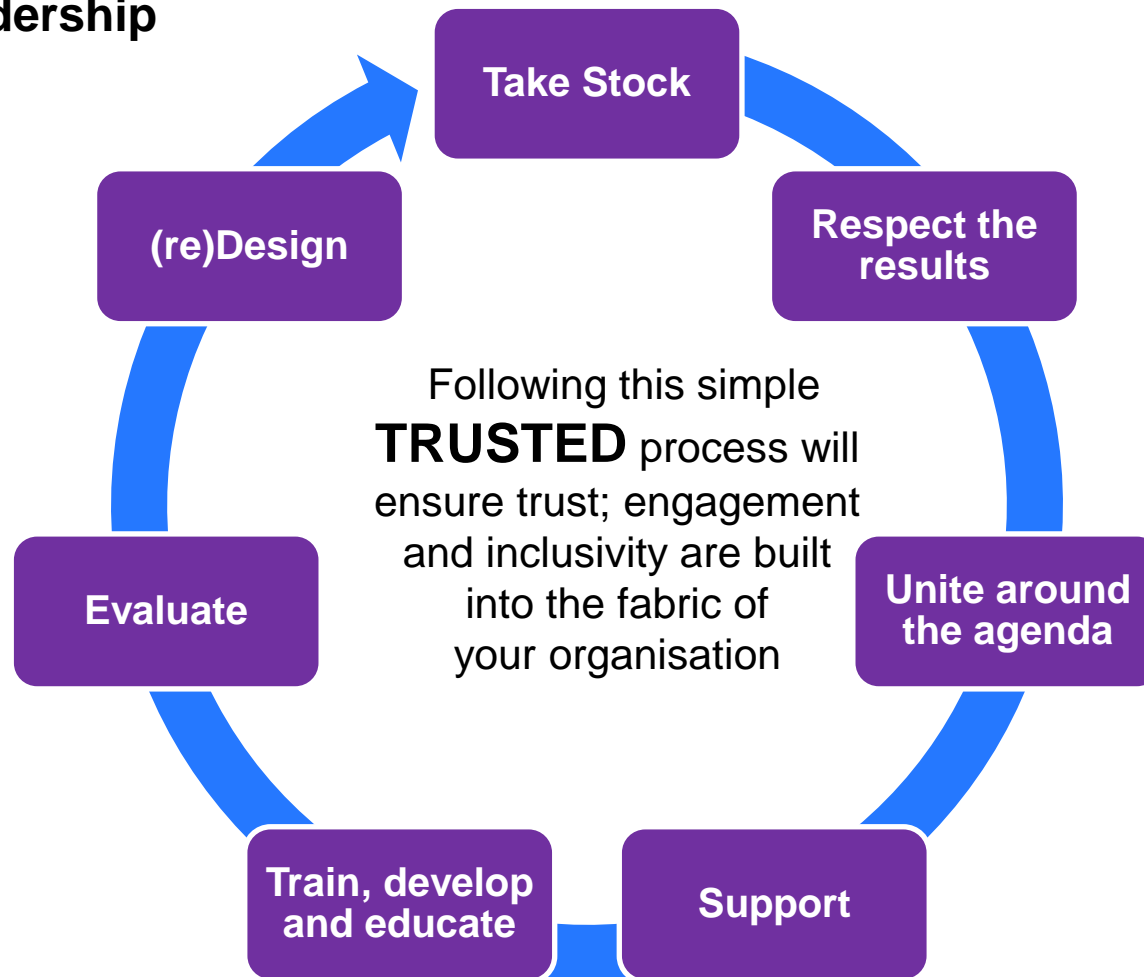 dership
Take Stock
Respect the
results
Unite around
the agenda
Support
Train, develop
and educate
Evaluate
(re)Design
Following this simple
TRUSTED process will
ensure trust; engagement
and inclusivity are built
into the fabric of
your organisation